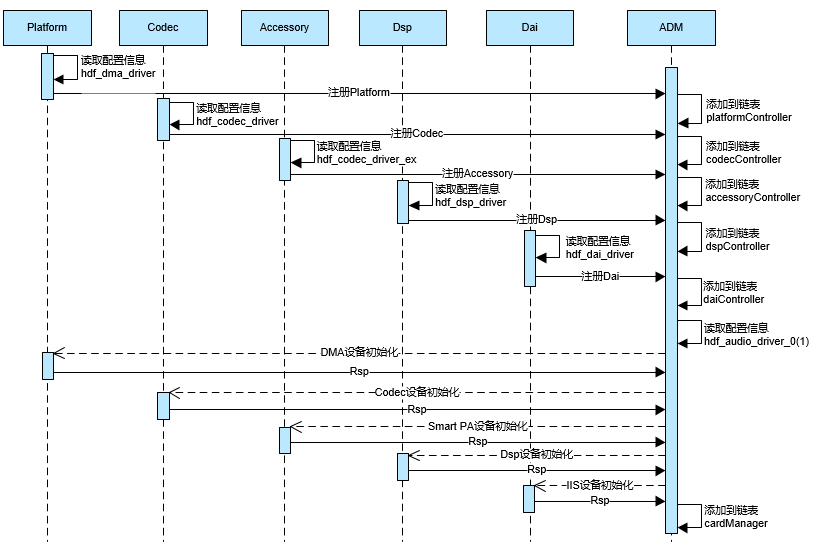 Platform
Codec
Accessory
Dsp
Dai
ADM
读取配置信息
hdf_dma_driver
注册Platform
添加到链表
platformController
读取配置信息
hdf_codec_driver
注册Codec
添加到链表
codecController
读取配置信息
hdf_codec_driver_ex
注册Accessory
添加到链表
accessoryController
读取配置信息
hdf_dsp_driver
注册Dsp
添加到链表
dspController
读取配置信息
hdf_dai_driver
注册Dai
添加到链表
daiController
读取配置信息
hdf_audio_driver_0(1)
DMA设备初始化
Rsp
Codec设备初始化
Rsp
Smart PA设备初始化
Rsp
Dsp设备初始化
Rsp
IIS设备初始化
Rsp
添加到链表
cardManager